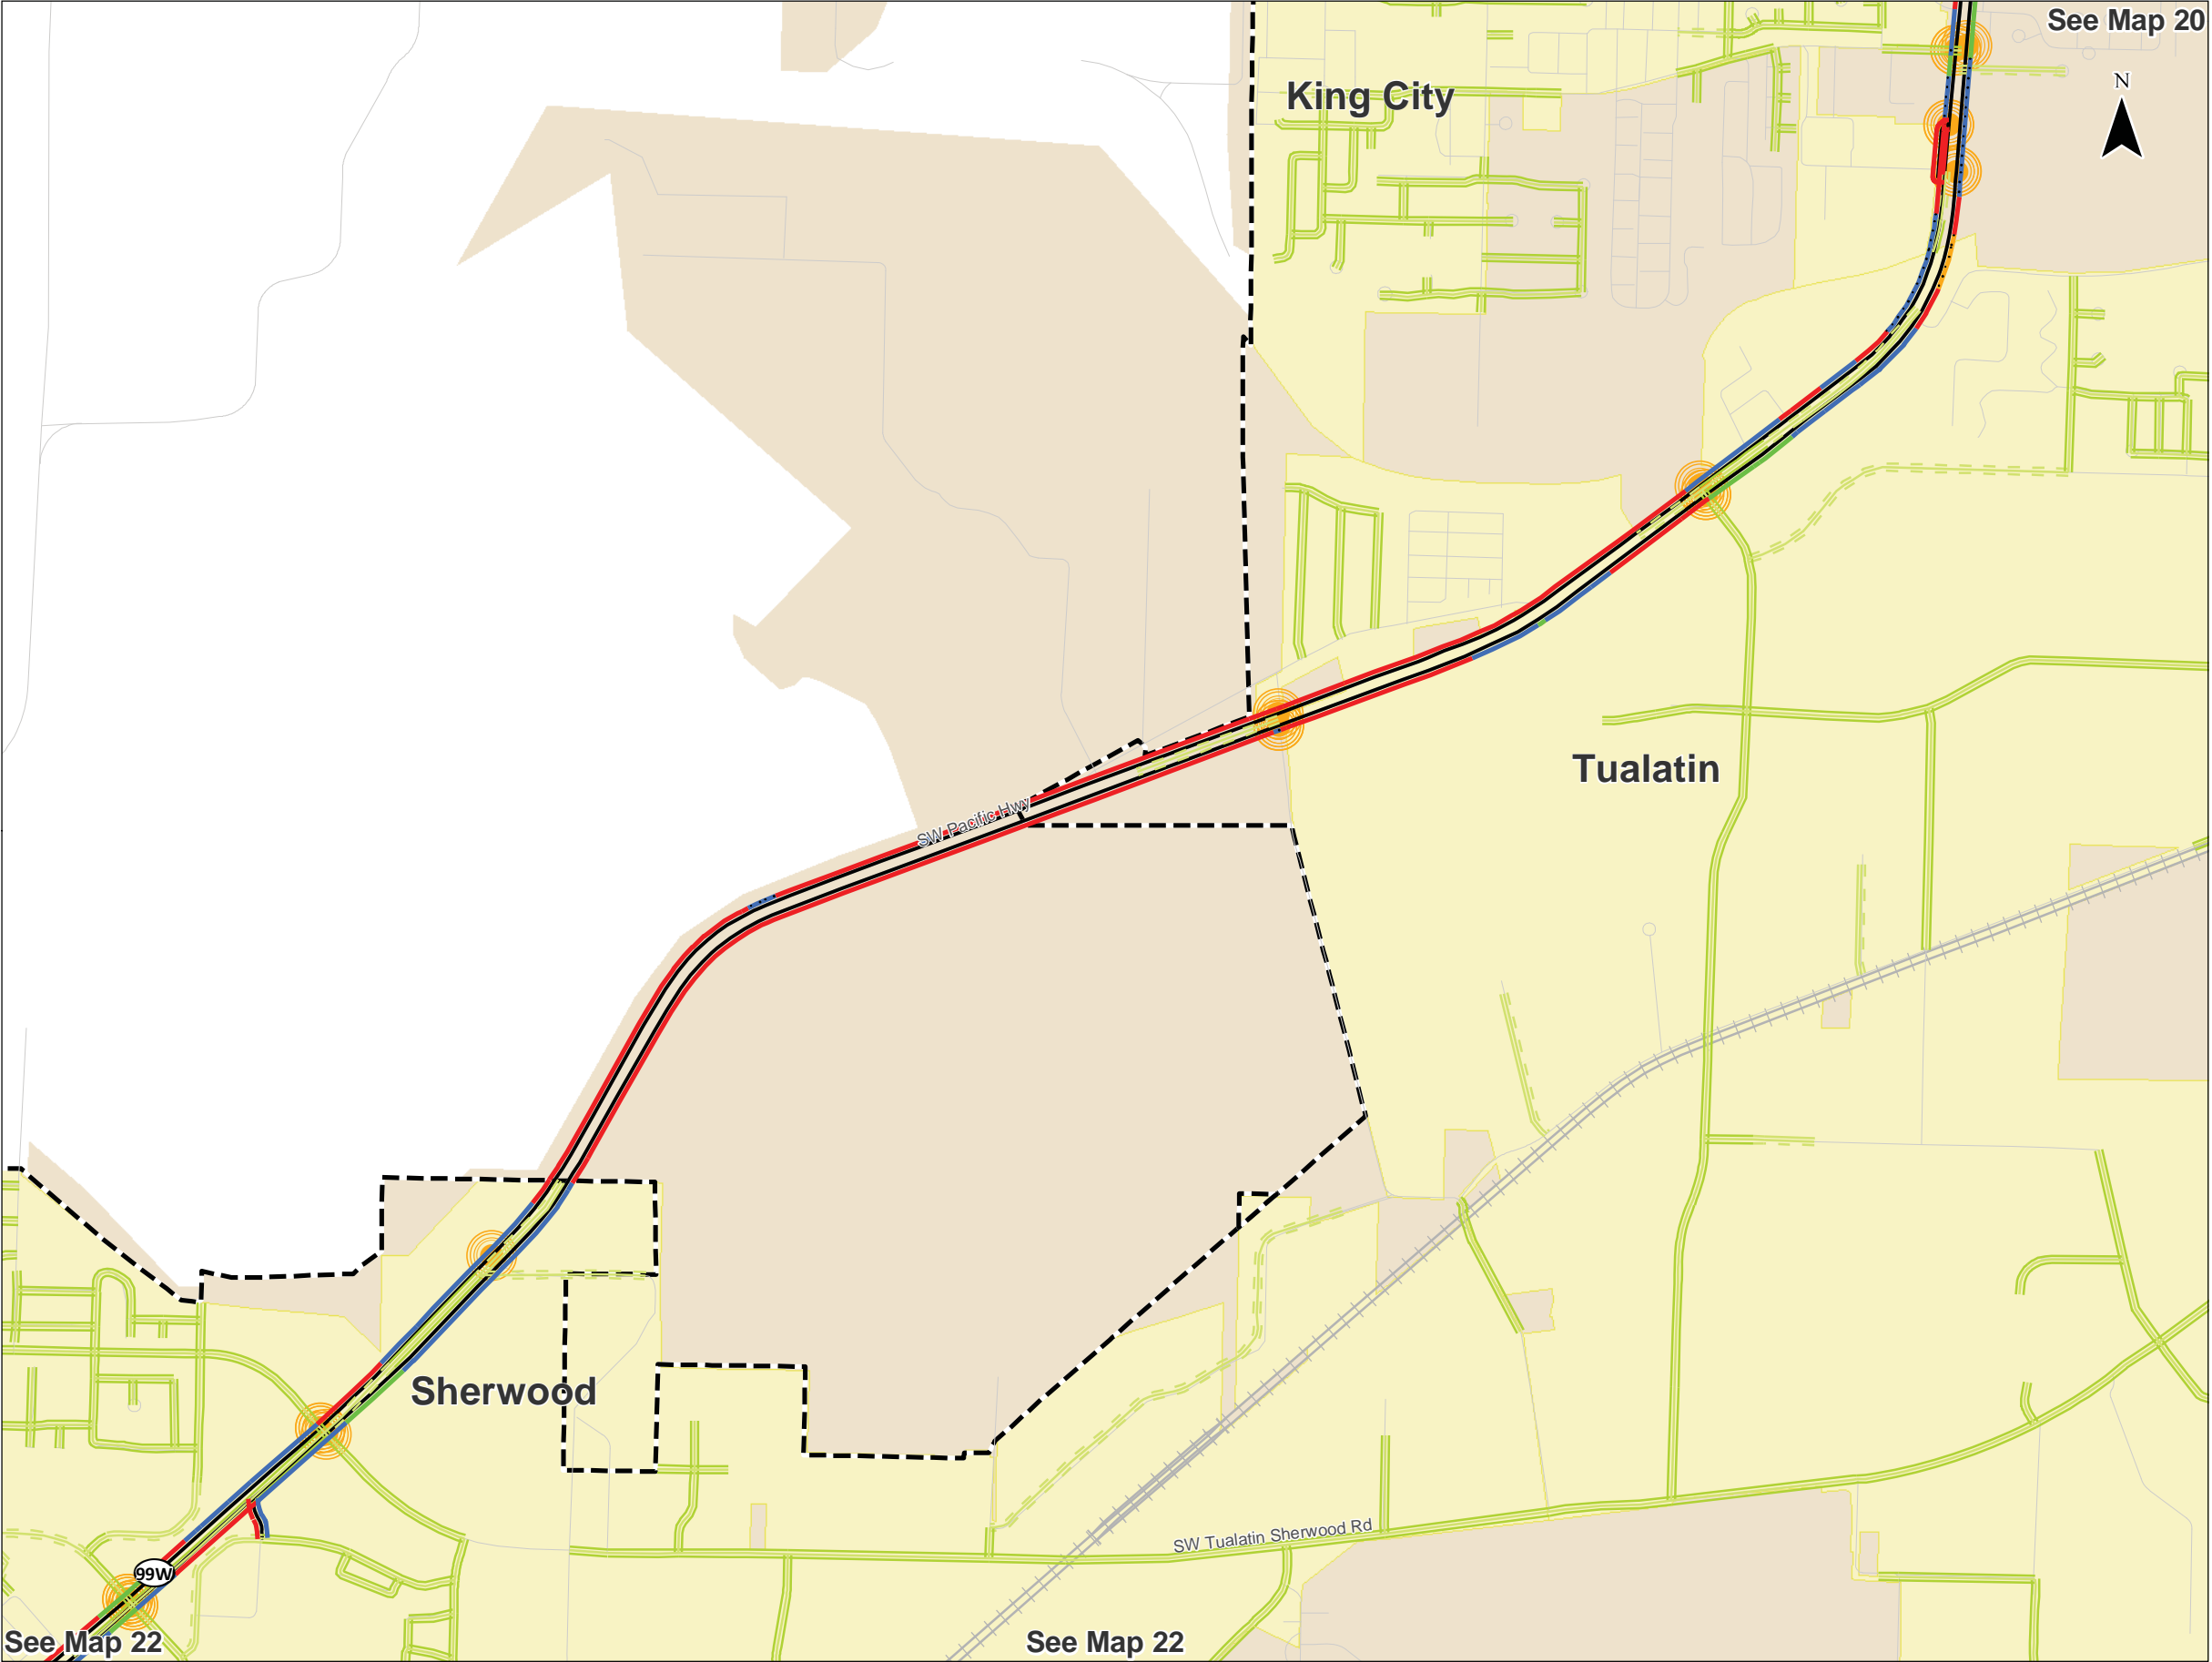 See Map 20
N
King City
Tualatin
SW Pacific Hwy
Sherwood
SW Tualatin Sherwood Rd
99W
See Map 22
See Map 22